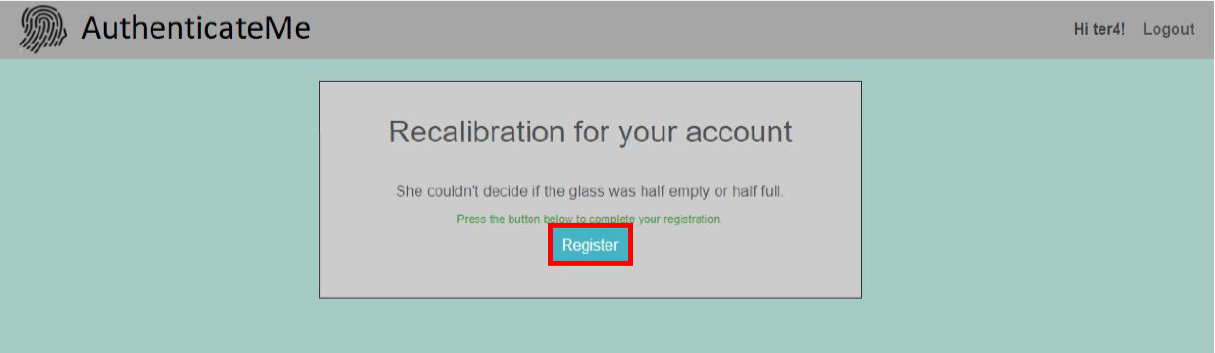 AuthenticateMe
Hi ter4! Logout
Recalibration for your account
She couldn't decide if the glass was half empty or half full.
Press the button below to complete your registration.
Register